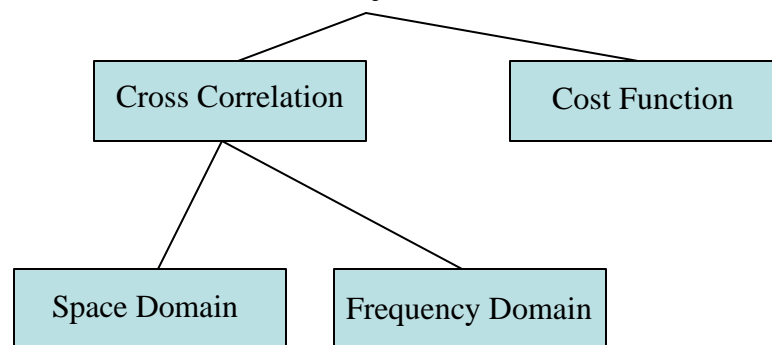 Cross Correlation
Cost Function
Space Domain
Frequency Domain